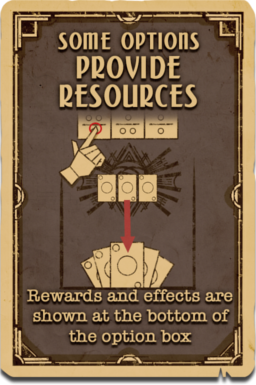 SOME OPTIONS
PROVIDE
RESOURCES
Rewards and effects are
shown at the bottom of
the option box